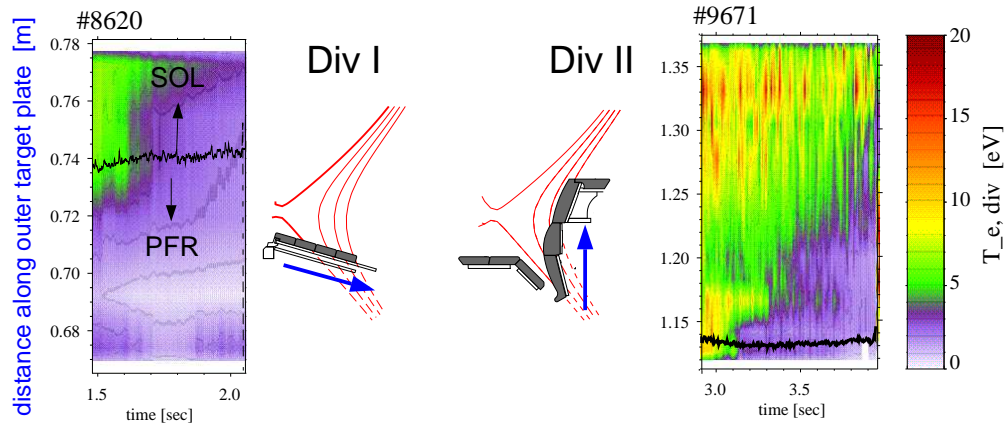 #8620
distance along outer target plate [m]
0.78
0.76
0.74
0.72
0.70
0.68
SOL
PFR
1.5
2.0
time [sec]
Div I
Div II
#9671
1.35
1.30
1.25
1.20
1.15
3.0
3.5
time [sec]
20
15
10
5
0
T_e, div [eV]